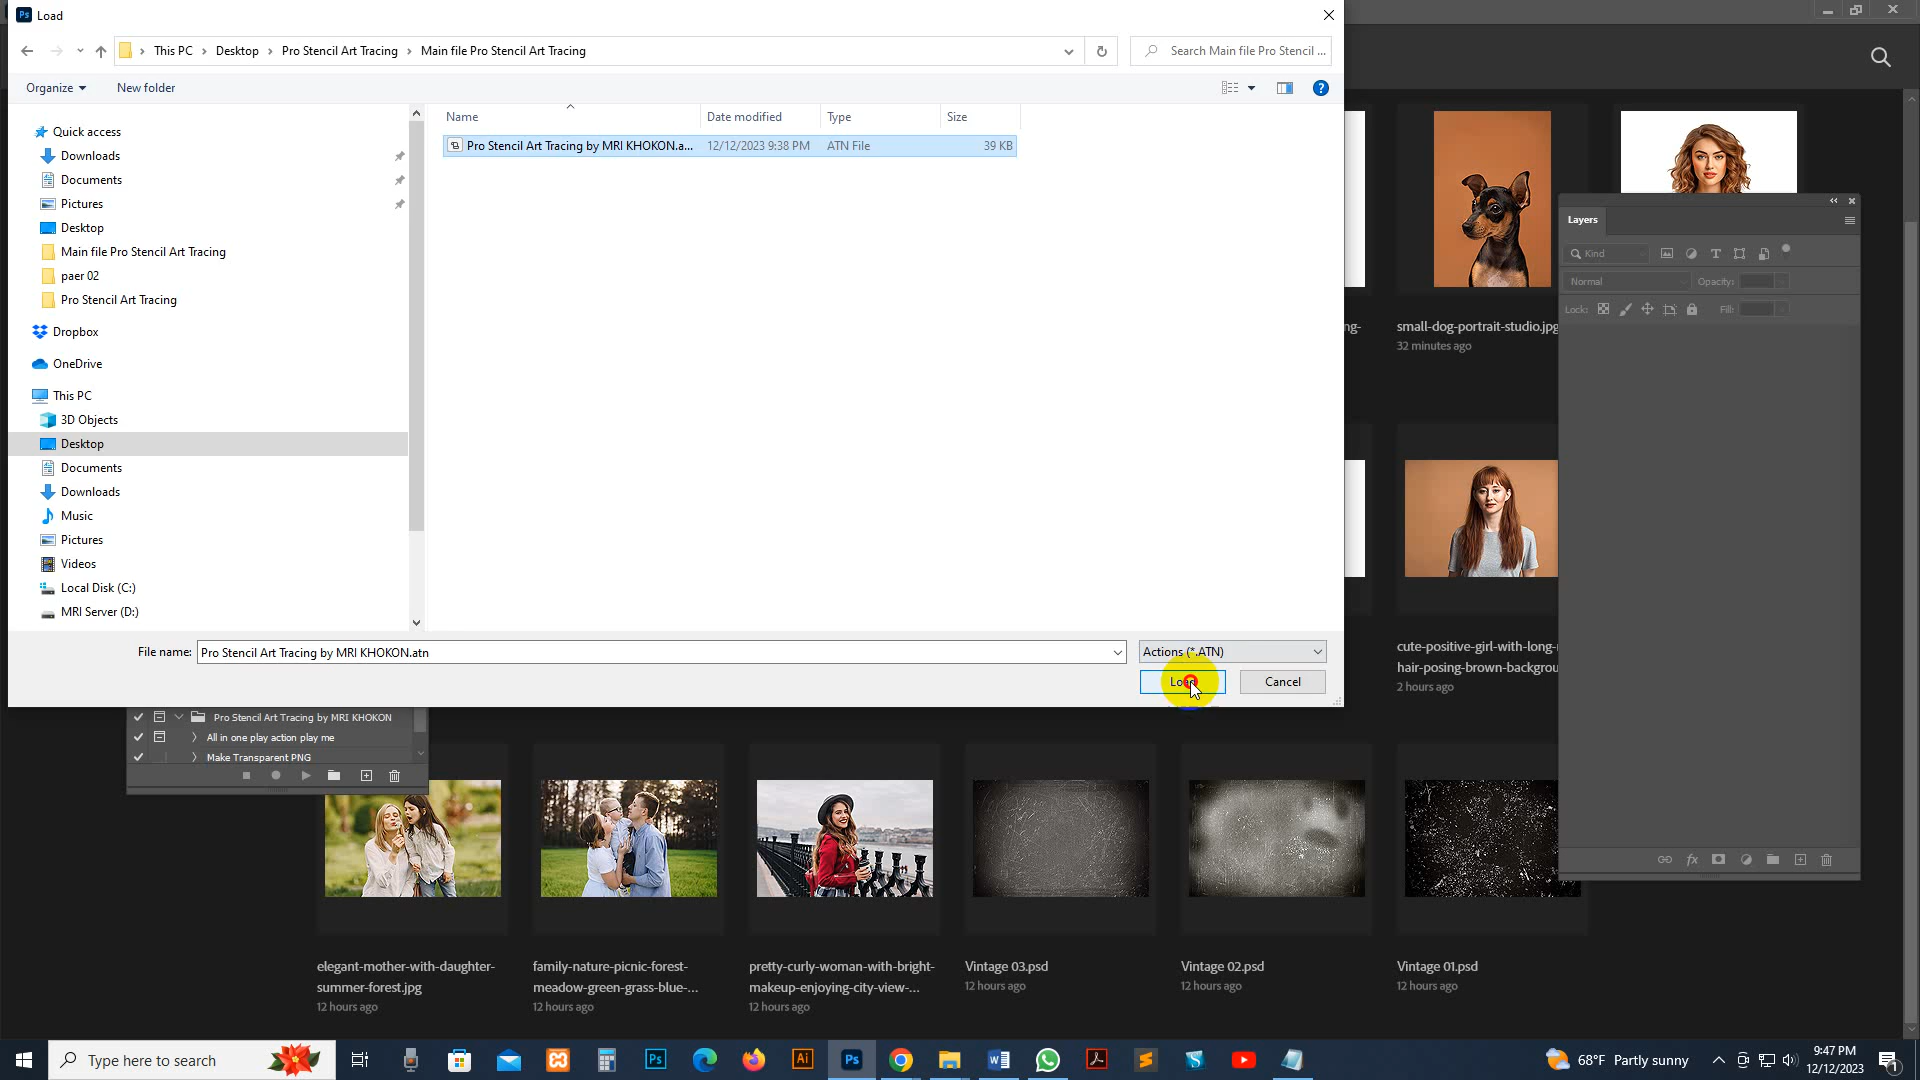 Load
This PC > Desktop > Pro Stencil Art Tracing > Main file Pro Stencil Art Tracing
Search Main file Pro Stencil ...
Organize
New folder
Name
Date modified
Type
Size
Pro Stencil Art Tracing by MRI KHOKON.a...
12/12/2023 9:38 PM
ATN File
39 KB
Quick access
Downloads
Documents
Pictures
Desktop
Main file Pro Stencil Art Tracing
paer 02
Pro Stencil Art Tracing
Dropbox
OneDrive
This PC
3D Objects
Desktop
Documents
Downloads
Music
Pictures
Videos
Local Disk (C:)
MRI Server (D:)
File name:
Pro Stencil Art Tracing by MRI KHOKON.atn
Actions (*.ATN)
Load
Cancel
Pro Stencil Art Tracing by MRI KHOKON
All in one play action play me
Make Transparent PNG
Layers
Kind
Normal
Opacity:
Lock:
Fill:
ng-
small-dog-portrait-studio.jpg
32 minutes ago
cute-positive-girl-with-long-
hair-posing-brown-backgrou
2 hours ago
elegant-mother-with-daughter-
summer-forest.jpg
12 hours ago
family-nature-picnic-forest-
meadow-green-grass-blue-...
12 hours ago
pretty-curly-woman-with-bright-
makeup-enjoying-city-view-...
12 hours ago
Vintage 03.psd
12 hours ago
Vintage 02.psd
12 hours ago
Vintage 01.psd
12 hours ago
Type here to search
68°F Partly sunny
9:47 PM
12/12/2023
1